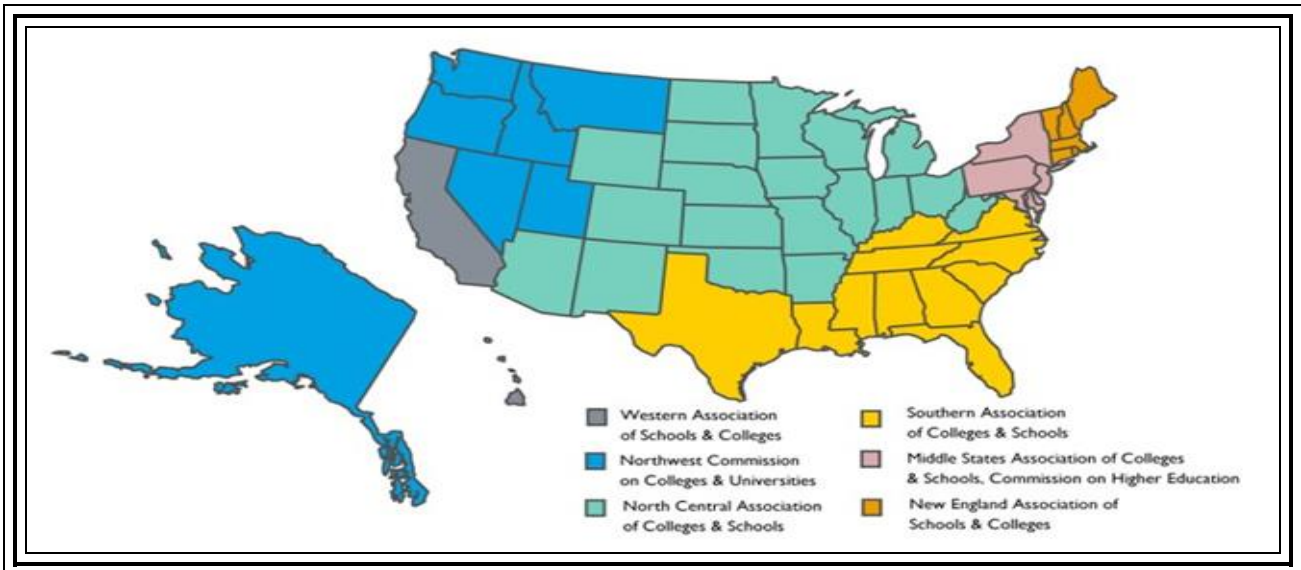 Western Association
of Schools & Colleges
Northwest Commission
on Colleges & Universities
North Central Association
of Colleges & Schools
Southern Association
of Colleges & Schools
Middle States Association of Colleges
& Schools, Commission on Higher Education
New England Association of
Schools & Colleges